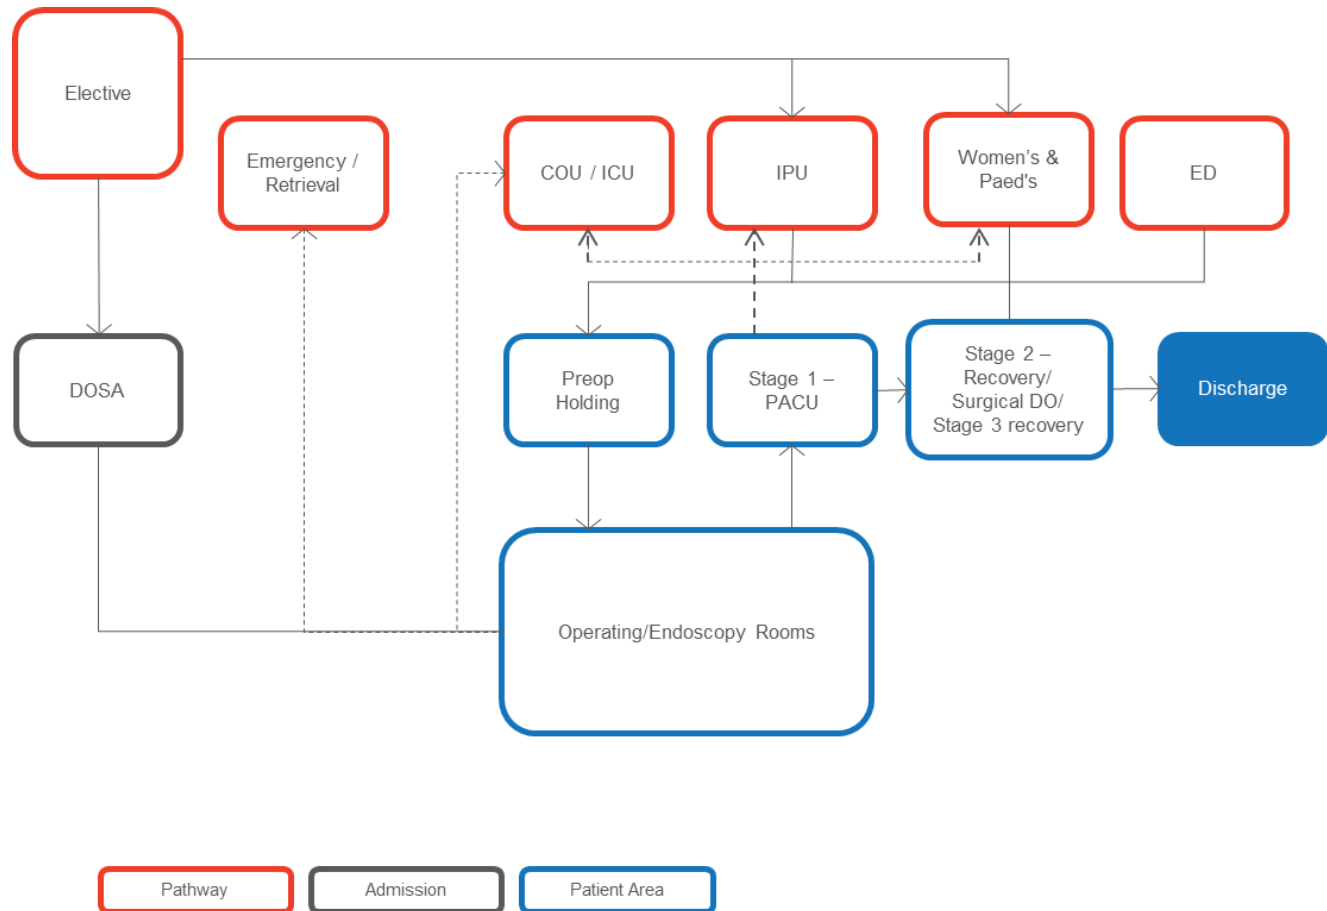 Elective
Emergency /
Retrieval
COU / ICU
IPU
Women’s &
Paed's
ED
DOSA
Preop
Holding
Stage 1 –
PACU
Stage 2 –
Recovery/
Surgical DO/
Stage 3 recovery
Discharge
Operating/Endoscopy Rooms
Pathway
Admission
Patient Area